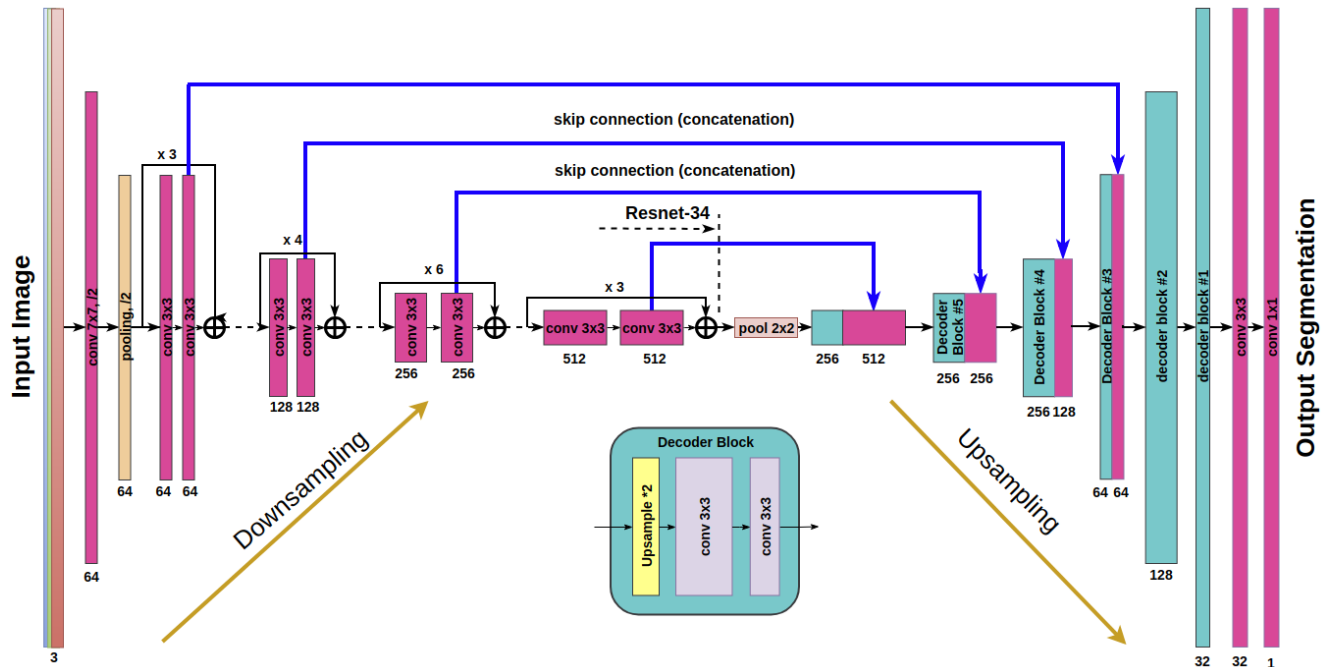 Input Image
3
conv 7x7, /2
64
pooling, /2
64
x 3
conv 3x3
conv 3x3
64
64
x 4
conv 3x3
conv 3x3
128
128
x 6
conv 3x3
conv 3x3
256
256
x 3
conv 3x3
conv 3x3
512
512
skip connection (concatenation)
skip connection (concatenation)
Resnet-34
pool 2x2
256
512
Decoder
Block #5
256
256
Decoder Block #4
256
128
Decoder Block #3
64
64
decoder block #2
128
decoder block #1
32
conv 3x3
32
conv 1x1
1
Output Segmentation
Downsampling
Upsampling
Decoder Block
Upsample *2
conv 3x3
conv 3x3